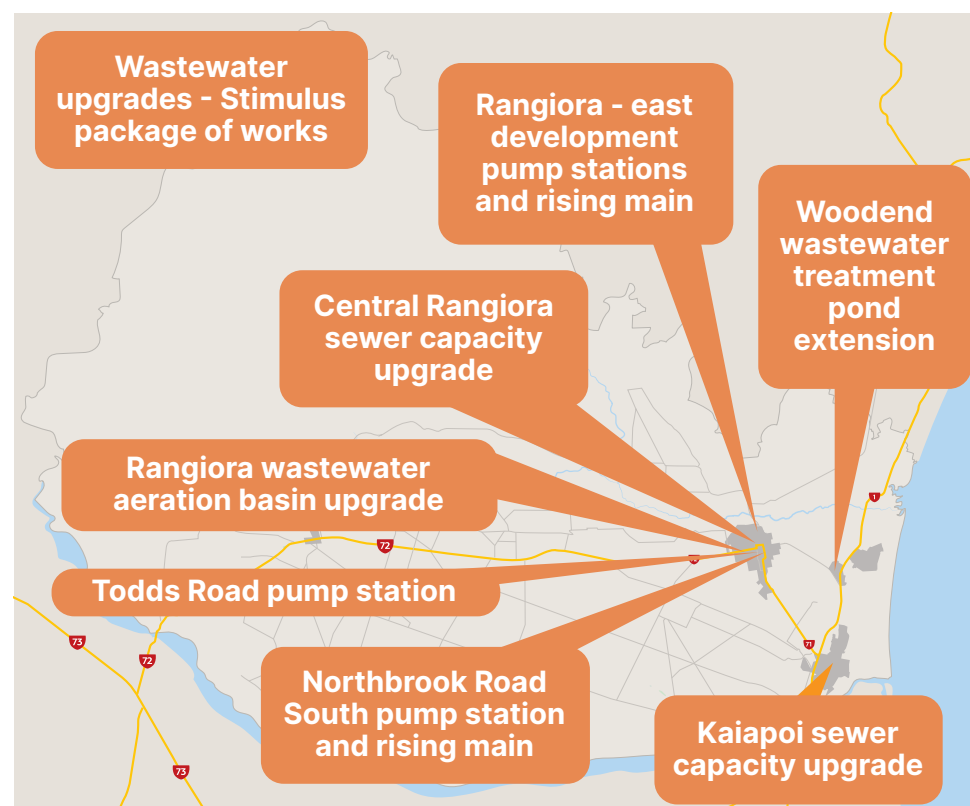 Wastewater
upgrades - Stimulus
package of works
Rangiora - east
development
pump stations
and rising main
Woodend
wastewater
treatment
pond
extension
Central Rangiora
sewer capacity
upgrade
Rangiora wastewater
aeration basin upgrade
1
72
Todds Road pump station
73
72
71
Northbrook Road
South pump station
and rising main
Kaiapoi sewer
capacity upgrade
73